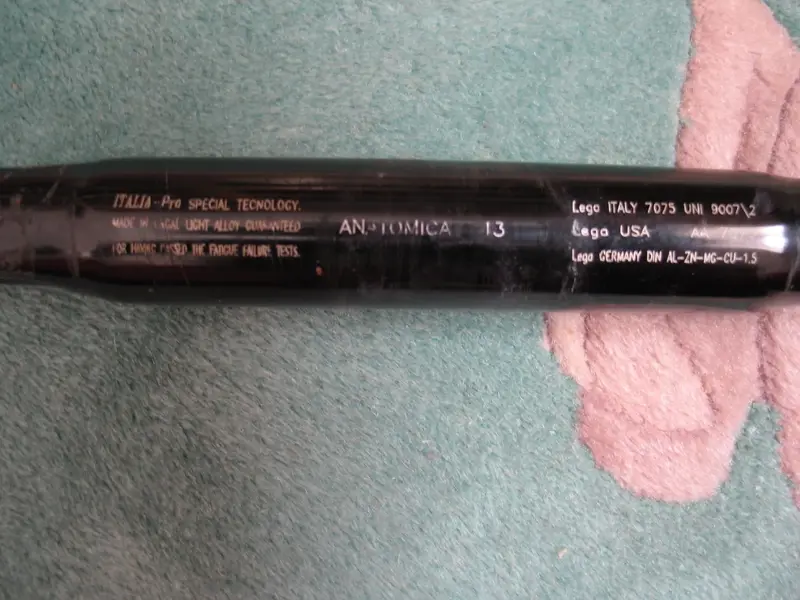 ITALIA-Pro SPECIAL TECNOLOGY.
MADE IN LIGHT ALLOY GUARANTEED
FOR HAVING PASSED THE FATIGUE FAILURE TESTS.
ANATOMICA 13
Lega ITALY 7075 UNI 9007\2
Lega USA AA
Lega GERMANY DIN AL-ZN-MG-CU-1.5